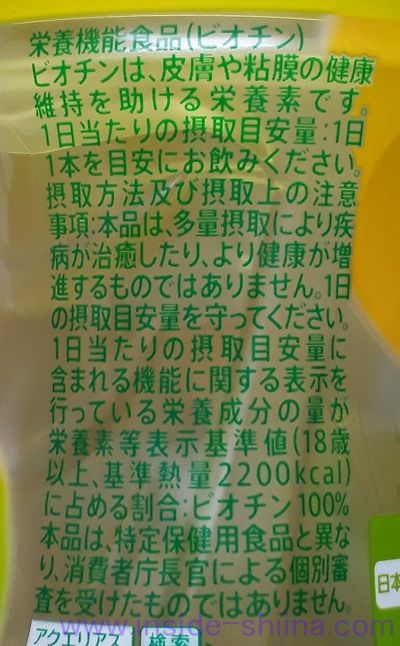 栄養機能食品(ビオチン)
ビオチンは、皮膚や粘膜の健康
維持を助ける栄養素です。
1日当たりの摂取目安量:1日
1本を目安にお飲みください。
摂取方法及び摂取上の注意
事項:本品は、多量摂取により疾
病が治癒したり、より健康が増
進するものではありません。1日
の摂取目安量を守ってください。
1日当たりの摂取目安量に
含まれる機能に関する表示を
行っている栄養成分の量が
栄養素等表示基準値(18歳
以上、基準熱量2200kcal)
に占める割合:ビオチン100%
本品は、特定保健用食品と異な
り、消費者庁長官による個別審
査を受けたものではありません。
日本
アクエリアス 検索
www.inside-shiina.com